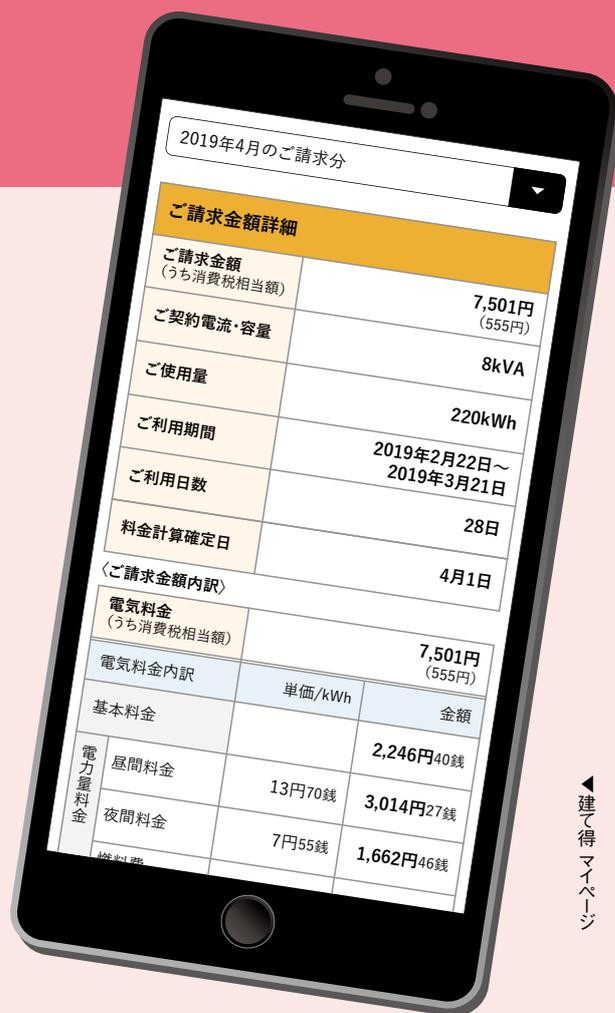 2019年4月のご請求分
ご請求金額詳細
ご請求金額
(うち消費税相当額)
7,501円
(555円)
ご契約電流・容量
8kVA
ご使用量
220kWh
ご利用期間
2019年2月22日～
2019年3月21日
ご利用日数
28日
料金計算確定日
4月1日
〈ご請求金額内訳〉
電気料金
(うち消費税相当額)
7,501円
(555円)
電気料金内訳
単価/kWh
金額
基本料金
2,246円40銭
電力量料金
昼間料金
13円70銭
3,014円27銭
夜間料金
7円55銭
1,662円46銭
燃料費
◀建て得 マイページ